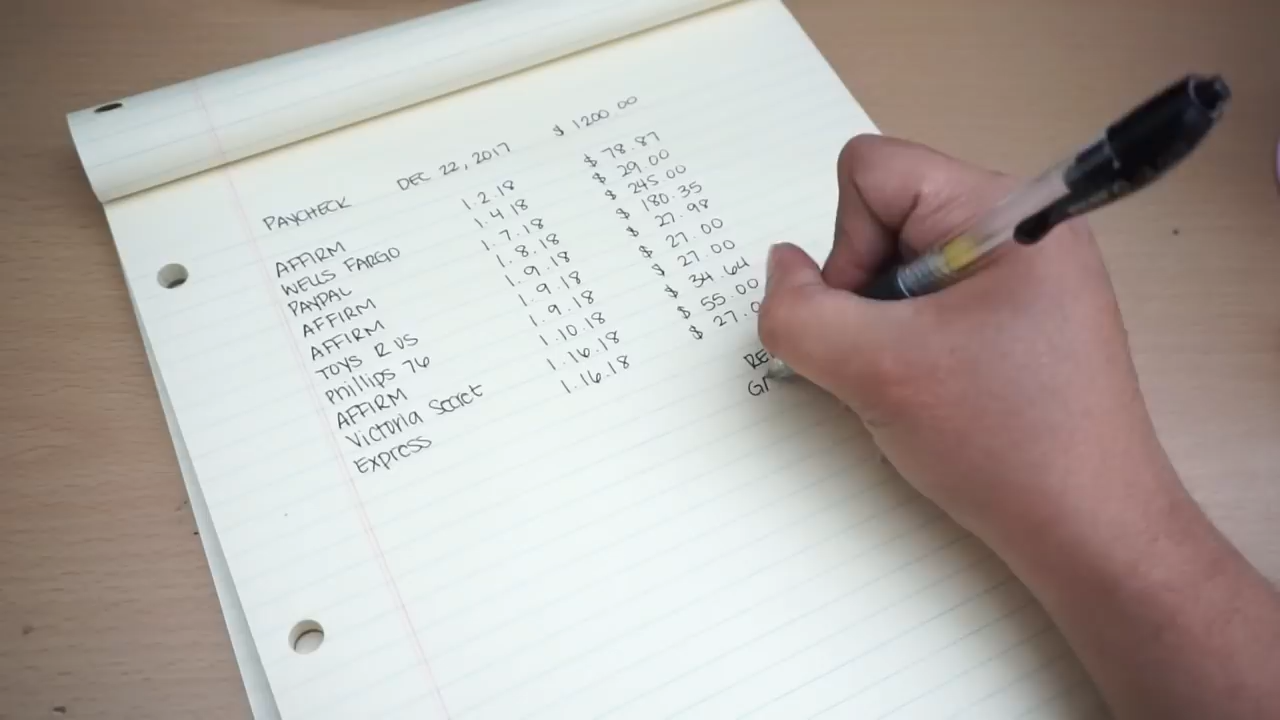 PAYCHECK DEC 22, 2017 $ 1200.00
AFFIRM 1.2.18 $ 78.87
WELLS FARGO 1.4.18 $ 29.00
PAYPAL 1.7.18 $ 245.00
AFFIRM 1.8.18 $ 180.35
AFFIRM 1.9.18 $ 27.98
TOYS R US 1.9.18 $ 27.00
Phillips 76 1.9.18 $ 27.00
AFFIRM 1.10.18 $ 34.64
Victoria Secret 1.16.18 $ 55.00
Express 1.16.18 $ 27.0